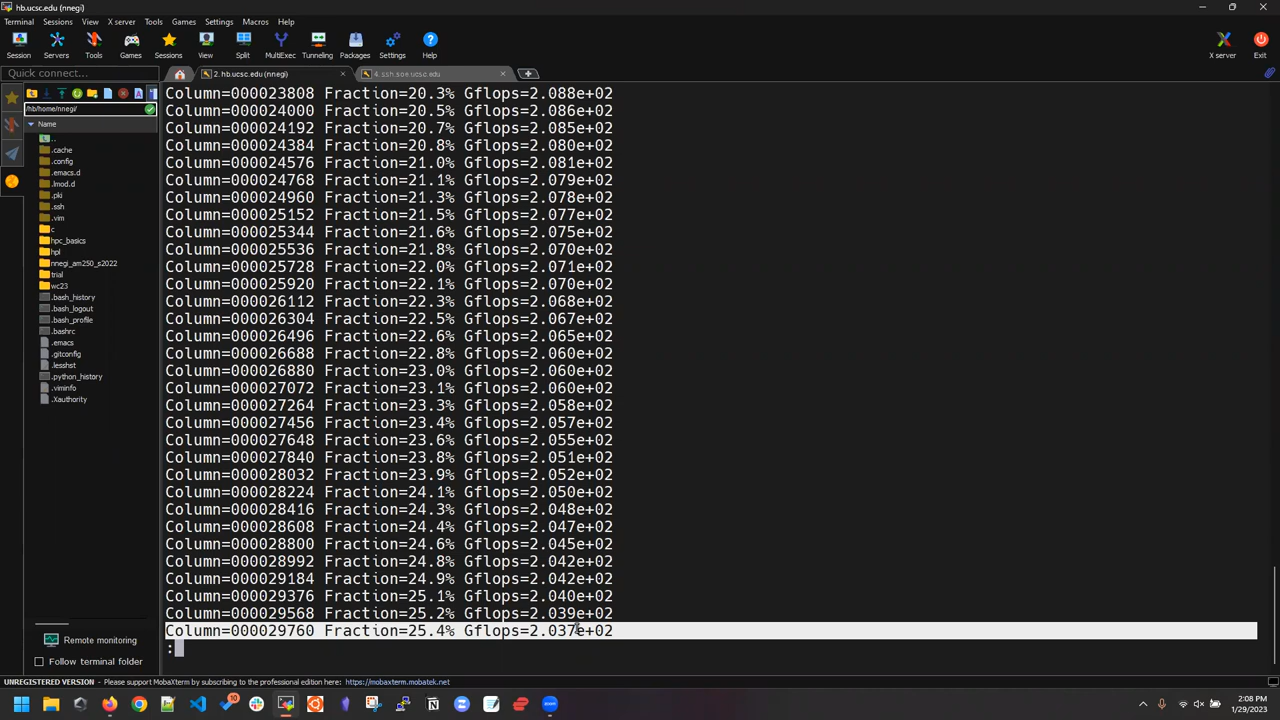 hb.ucsc.edu (nnegi)
Terminal Sessions View X server Tools Games Settings Macros Help
Session Servers Tools Games Sessions View Split MultiExec Tunneling Packages Settings Help X server Exit
Quick connect... 2. hb.ucsc.edu (nnegi) 4. ssh.soe.ucsc.edu
/hb/home/nnegi/
Name
..
.cache
.config
.emacs.d
.lmod.d
.pki
.ssh
.vim
c
hpc_basics
hpl
nnegi_am250_s2022
trial
wc23
.bash_history
.bash_logout
.bash_profile
.bashrc
.emacs
.gitconfig
.lesshst
.python_history
.viminfo
.Xauthority
Remote monitoring
Follow terminal folder
Column=000023808 Fraction=20.3% Gflops=2.088e+02
Column=000024000 Fraction=20.5% Gflops=2.086e+02
Column=000024192 Fraction=20.7% Gflops=2.085e+02
Column=000024384 Fraction=20.8% Gflops=2.080e+02
Column=000024576 Fraction=21.0% Gflops=2.081e+02
Column=000024768 Fraction=21.1% Gflops=2.079e+02
Column=000024960 Fraction=21.3% Gflops=2.078e+02
Column=000025152 Fraction=21.5% Gflops=2.077e+02
Column=000025344 Fraction=21.6% Gflops=2.075e+02
Column=000025536 Fraction=21.8% Gflops=2.070e+02
Column=000025728 Fraction=22.0% Gflops=2.071e+02
Column=000025920 Fraction=22.1% Gflops=2.070e+02
Column=000026112 Fraction=22.3% Gflops=2.068e+02
Column=000026304 Fraction=22.5% Gflops=2.067e+02
Column=000026496 Fraction=22.6% Gflops=2.065e+02
Column=000026688 Fraction=22.8% Gflops=2.060e+02
Column=000026880 Fraction=23.0% Gflops=2.060e+02
Column=000027072 Fraction=23.1% Gflops=2.060e+02
Column=000027264 Fraction=23.3% Gflops=2.058e+02
Column=000027456 Fraction=23.4% Gflops=2.057e+02
Column=000027648 Fraction=23.6% Gflops=2.055e+02
Column=000027840 Fraction=23.8% Gflops=2.051e+02
Column=000028032 Fraction=23.9% Gflops=2.052e+02
Column=000028224 Fraction=24.1% Gflops=2.050e+02
Column=000028416 Fraction=24.3% Gflops=2.048e+02
Column=000028608 Fraction=24.4% Gflops=2.047e+02
Column=000028800 Fraction=24.6% Gflops=2.045e+02
Column=000028992 Fraction=24.8% Gflops=2.042e+02
Column=000029184 Fraction=24.9% Gflops=2.042e+02
Column=000029376 Fraction=25.1% Gflops=2.040e+02
Column=000029568 Fraction=25.2% Gflops=2.039e+02
Column=000029760 Fraction=25.4% Gflops=2.037e+02
:
UNREGISTERED VERSION - Please support MobaXterm by subscribing to the professional edition here: https://mobaxterm.mobatek.net
10
2:08 PM
1/29/2023